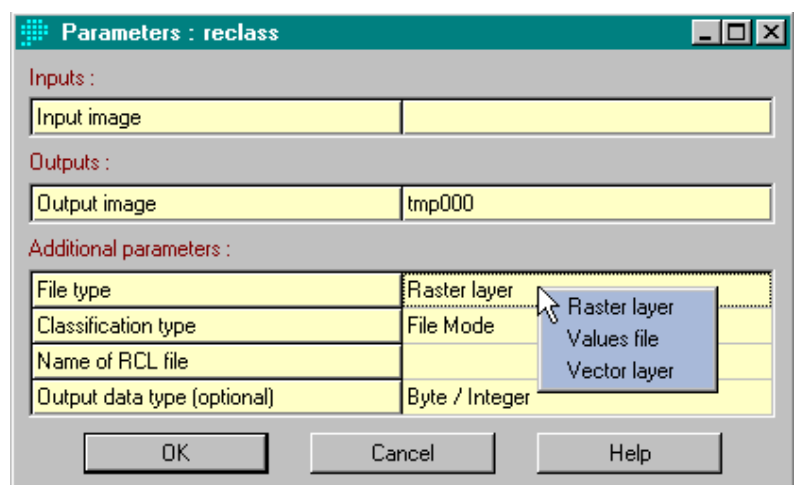 Parameters : reclass
Inputs :
Input image
Outputs :
Output image tmp000
Additional parameters :
File type Raster layer
Raster layer
Classification type File Mode
Values file
Name of RCL file
Vector layer
Output data type (optional) Byte / Integer
OK Cancel Help